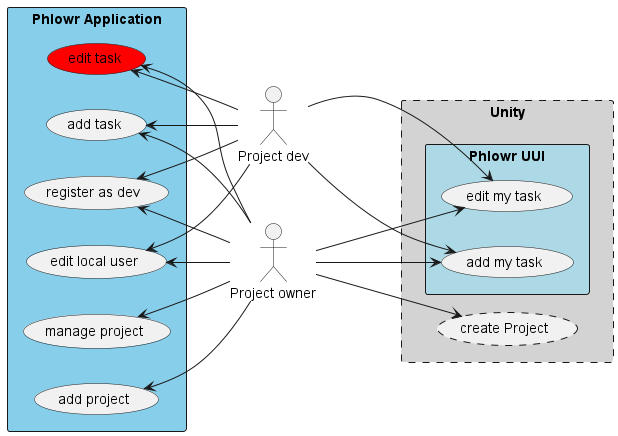 Phlowr Application
edit task
add task
register as dev
edit local user
manage project
add project
Project dev
Project owner
Unity
Phlowr UUI
edit my task
add my task
create Project